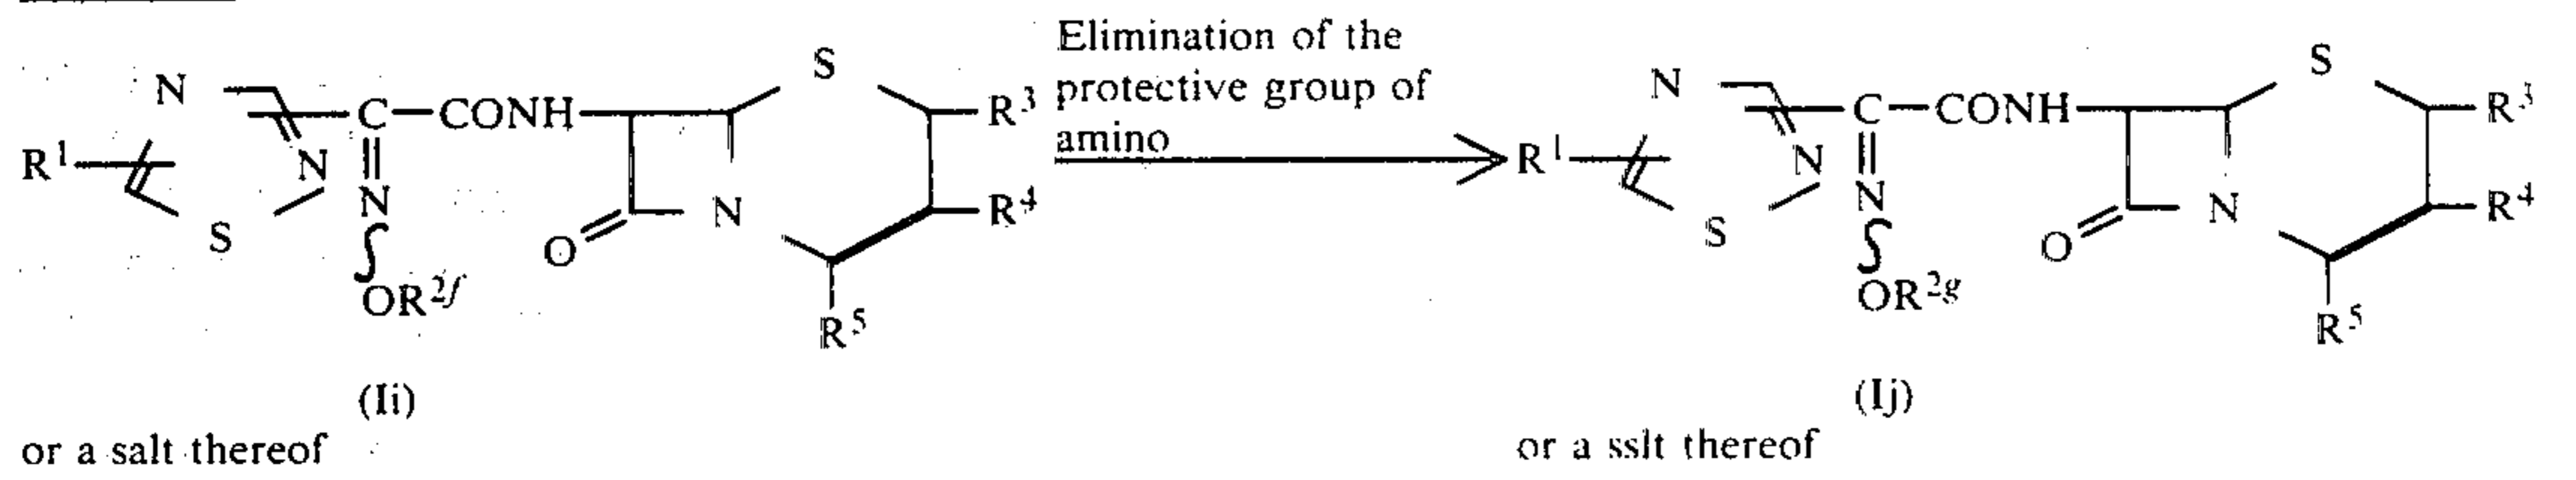 Elimination of the
protective group of
amino
N
C—CONH
S
R³
R¹
N
N
S
O
N
R⁴
OR²ᶠ
R⁵
(Ii)
or a salt thereof
N
C—CONH
S
R³
R¹
N
N
S
O
N
R⁴
OR²ᵍ
R⁵
(Ij)
or a sslt thereof